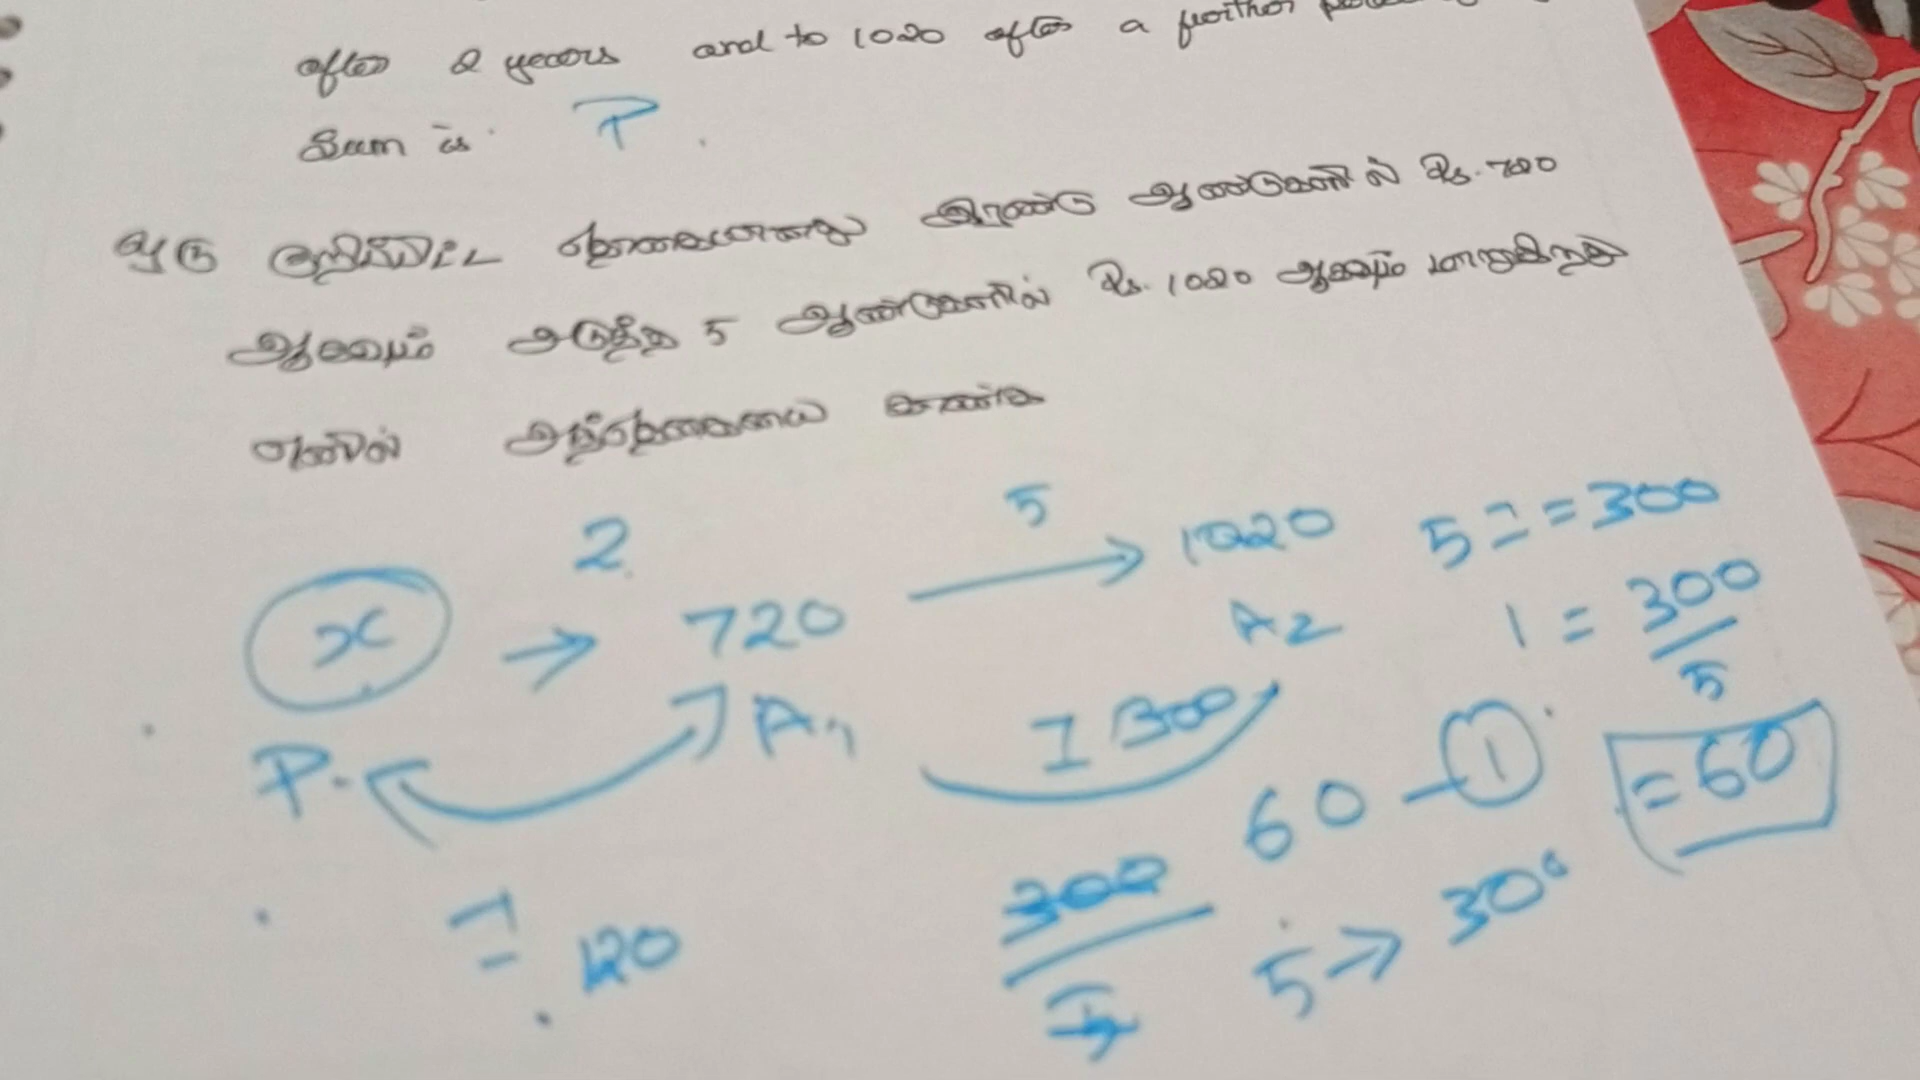 after 2 years and to 1020 after a further
Sum is P.
ஒரு குறிப்பிட்ட தொகையானது இரண்டு ஆண்டுகளில் Rs. 720
ஆகவும் அடுத்த 5 ஆண்டுகளில் Rs. 1020 ஆகவும் மாறுகிறது
எனில் அத்தொகையை காண்க
2 5
x → 720 → 1020 5 I = 300
P A1 A2 1 = 300/5
I 300 = 60
60 - 1
I = 120 300/5 5 → 300